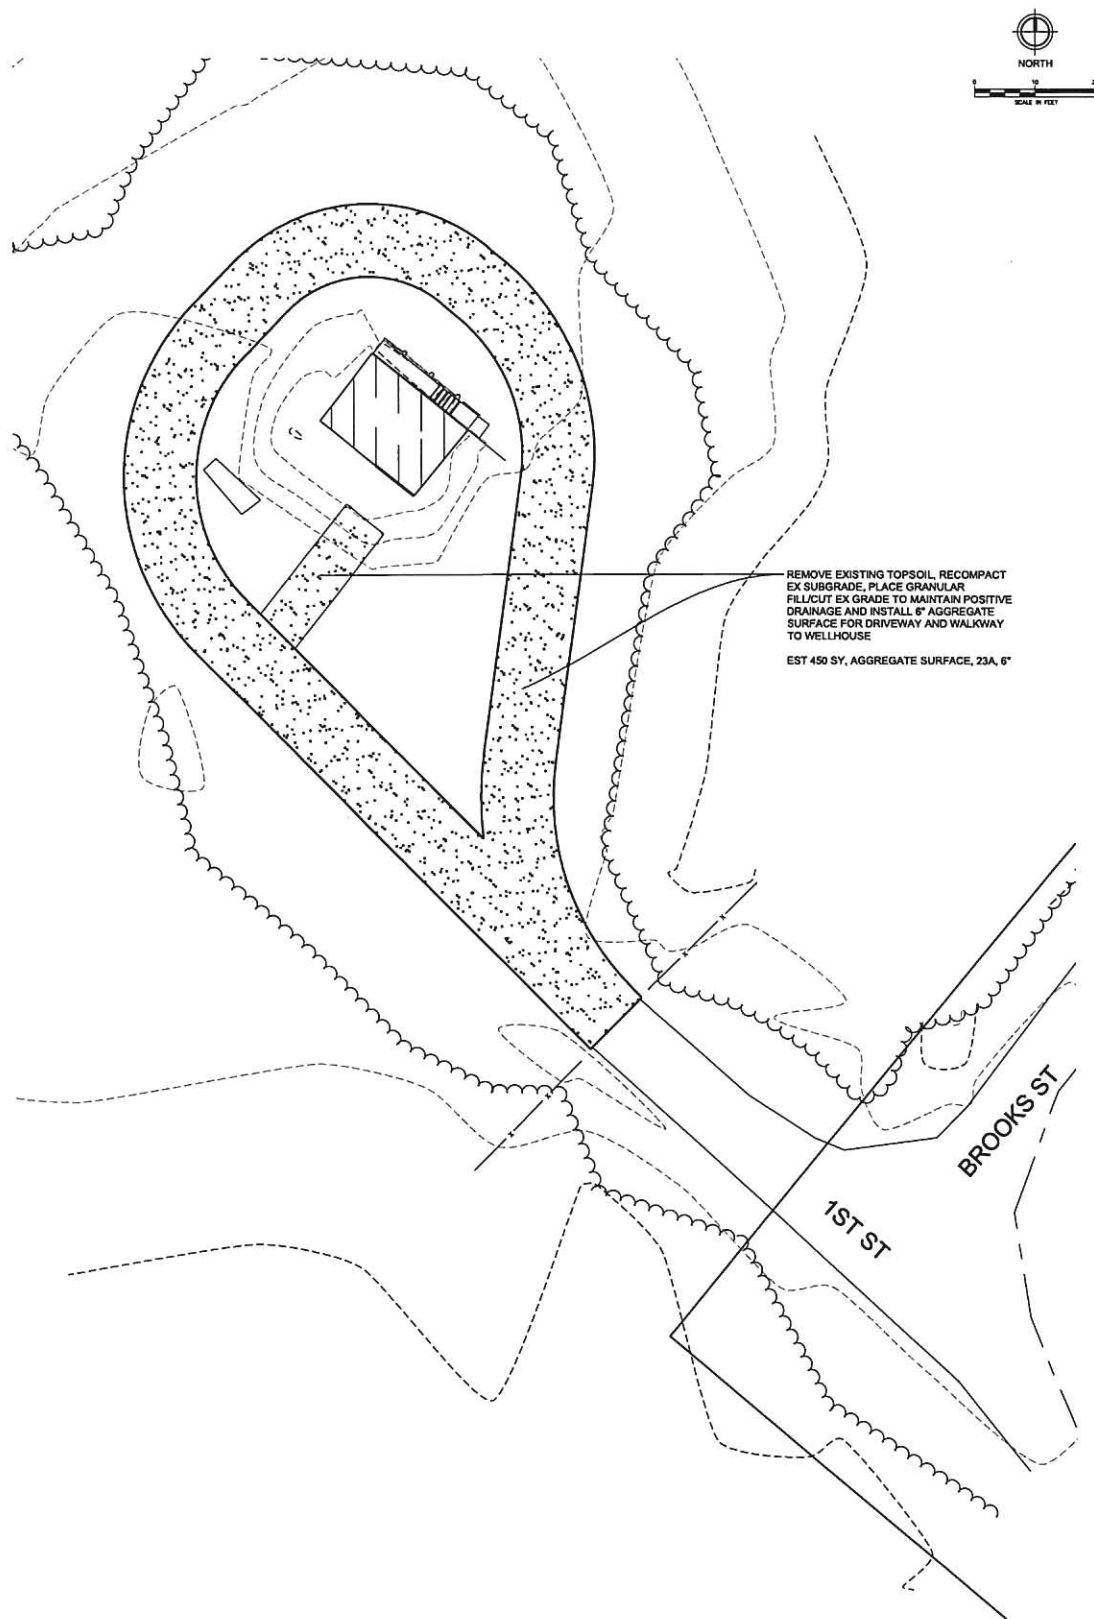 NORTH
0 10 2
SCALE IN FEET
REMOVE EXISTING TOPSOIL, RECOMPACT
EX SUBGRADE, PLACE GRANULAR
FILL/CUT EX GRADE TO MAINTAIN POSITIVE
DRAINAGE AND INSTALL 6" AGGREGATE
SURFACE FOR DRIVEWAY AND WALKWAY
TO WELLHOUSE
EST 450 SY, AGGREGATE SURFACE, 23A, 6"
BROOKS ST
1ST ST